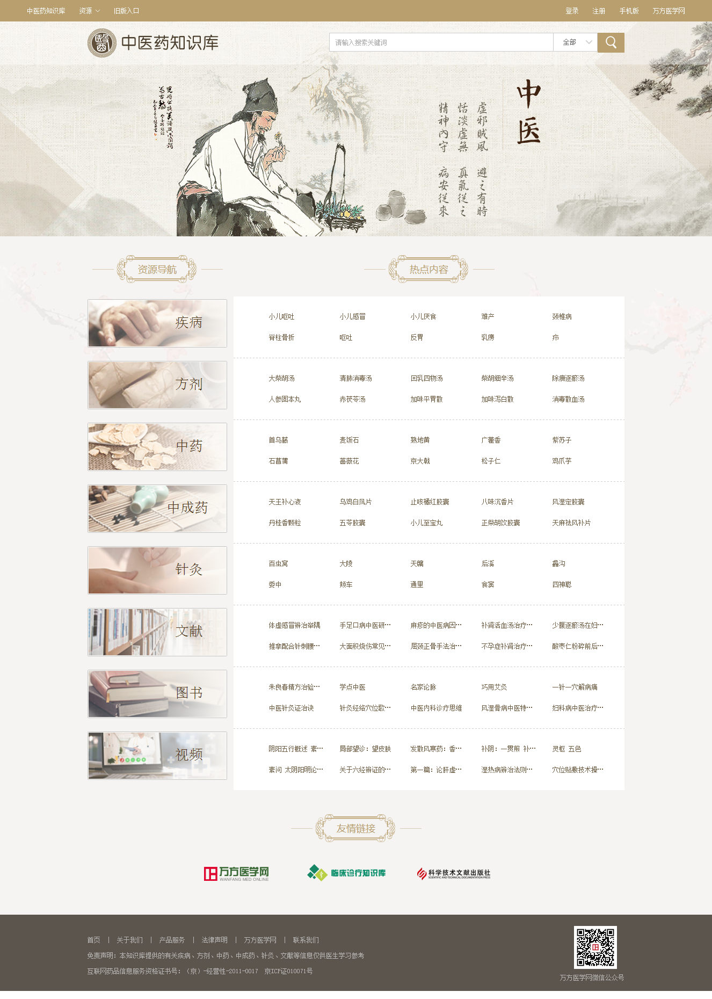 中医药知识库 资源 旧版入口 登录 注册 手机版 万方医学网
中医药知识库 请输入搜索关键词 全部
中医
虚邪贼风 避之有時
恬淡虚無 真氣從之
精神內守 病安從來
资源导航 热点内容
疾病
小儿呕吐 小儿感冒 小儿厌食 难产 颈椎病
脊柱骨折 呕吐 反胃 乳痨 疖
方剂
大柴胡汤 清肺消毒汤 回乳四物汤 柴胡细辛汤 除痹逐瘀汤
人参固本丸 赤茯苓汤 加味平胃散 加味泻白散 消毒散血汤
中药
首乌藤 麦饭石 熟地黄 广藿香 紫苏子
石菖蒲 蔷薇花 京大戟 松子仁 鸡爪芋
中成药
天王补心液 乌鸡白凤片 止咳橘红胶囊 八味沉香片 风湿定胶囊
丹桂香颗粒 五苓胶囊 小儿至宝丸 正柴胡饮胶囊 天麻祛风补片
针灸
百虫窝 大陵 天牖 后溪 蠡沟
委中 颊车 通里 食窦 四神聪
文献
体虚感冒辨治举隅 手足口病中医研… 麻疹的中医病因… 补肾活血汤治疗… 少腹逐瘀汤在妇…
推拿配合针刺腰… 大面积烧伤常见… 屈颈正骨手法治… 不孕症补肾治疗… 酸枣仁粉碎前后…
图书
朱良春精方治验… 学点中医 名家论脉 巧用艾灸 一针一穴解病痛
中医针灸证治诀 针灸经络穴位歌… 中医内科诊疗思维 风湿骨病中医特… 妇科病中医治疗…
视频
阴阳五行概述 素… 局部望诊：望皮肤 发散风寒药：香… 补阴：一贯煎 补… 灵枢 五色
素问 太阴阳明论… 关于六经辨证的… 第一篇：论肝虚… 湿热病辨治法则… 穴位贴敷技术操…
友情链接
万方医学网 WANFANG MED ONLINE 临床诊疗知识库 科学技术文献出版社 SCIENTIFIC AND TECHNICAL DOCUMENTATION PRESS
首页 | 关于我们 | 产品服务 | 法律声明 | 万方医学网 | 联系我们
免责声明：本知识库提供的有关疾病、方剂、中药、中成药、针灸、文献等信息仅供医生学习参考
互联网药品信息服务资格证书号：（京）-经营性-2011-0017 京ICP证010071号
万方医学网微信公众号